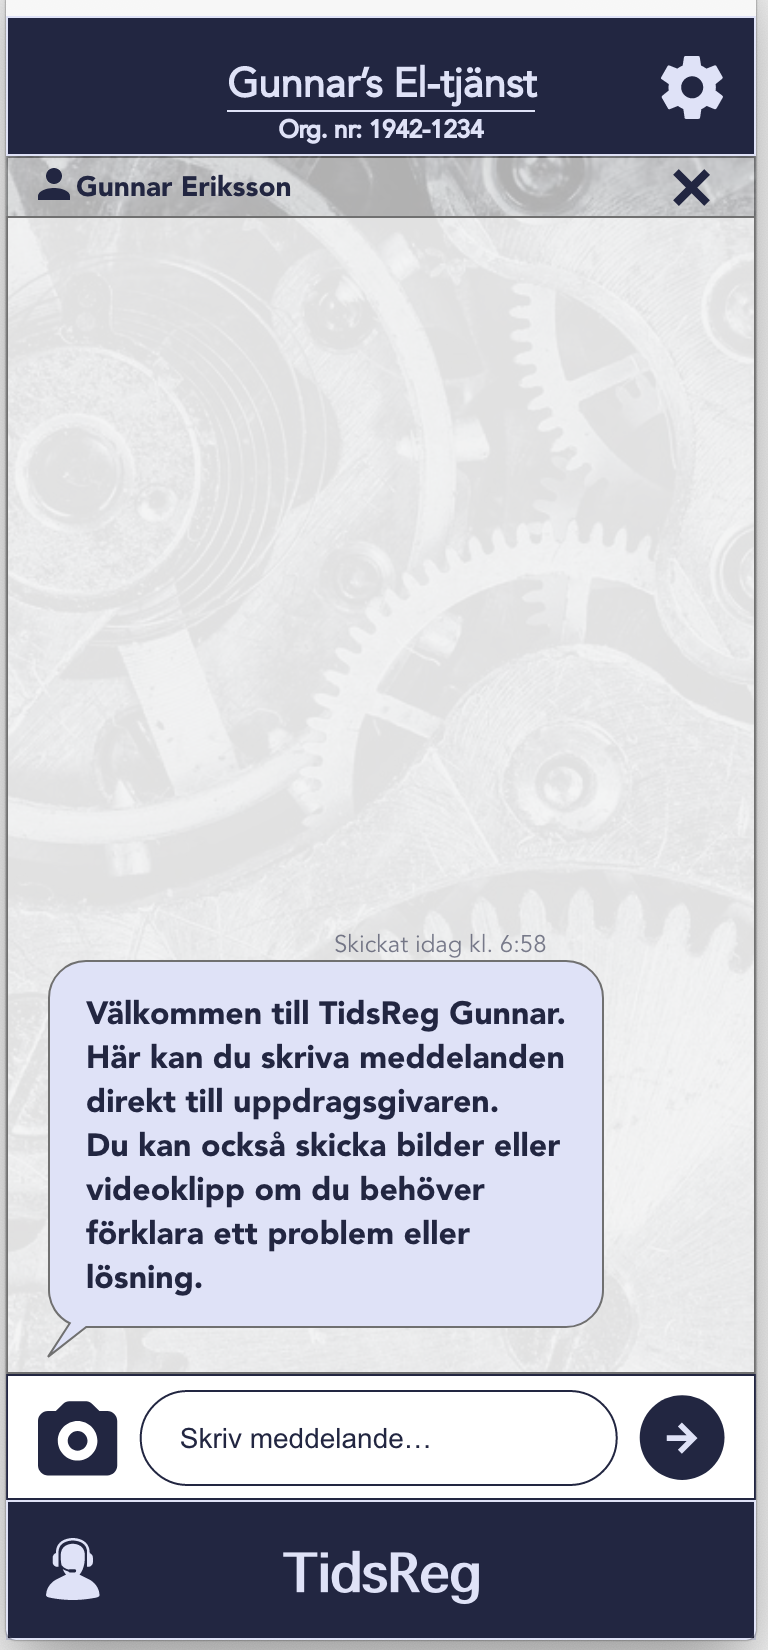 Gunnar’s El-tjänst
Org. nr: 1942-1234
Gunnar Eriksson
Skickat idag kl. 6:58
Välkommen till TidsReg Gunnar.
Här kan du skriva meddelanden
direkt till uppdragsgivaren.
Du kan också skicka bilder eller
videoklipp om du behöver
förklara ett problem eller
lösning.
Skriv meddelande…
TidsReg